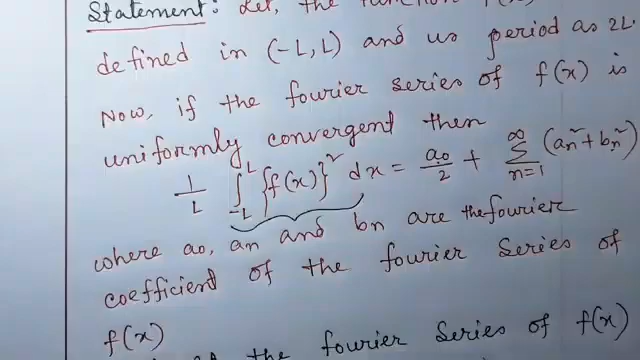 Statement: Let, the function
defined in (-L, L) and us period as 2L.
Now, if the fourier series of f(x) is
uniformly convergent then
1/L ∫_{-L}^{L} {f(x)}² dx = a₀/2 + ∑_{n=1}^{∞} (aₙ² + bₙ²)
where a₀, aₙ and bₙ are the fourier
coefficient of the fourier Series of
f(x)
the fourier Series of f(x)